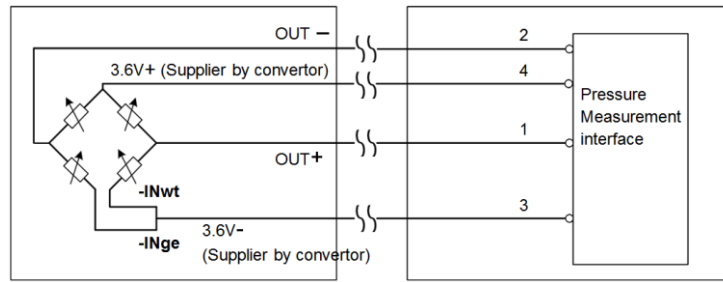 OUT −
2
3.6V+ (Supplier by convertor)
4
Pressure
Measurement
interface
1
OUT+
-INwt
3
-INge
3.6V-
(Supplier by convertor)